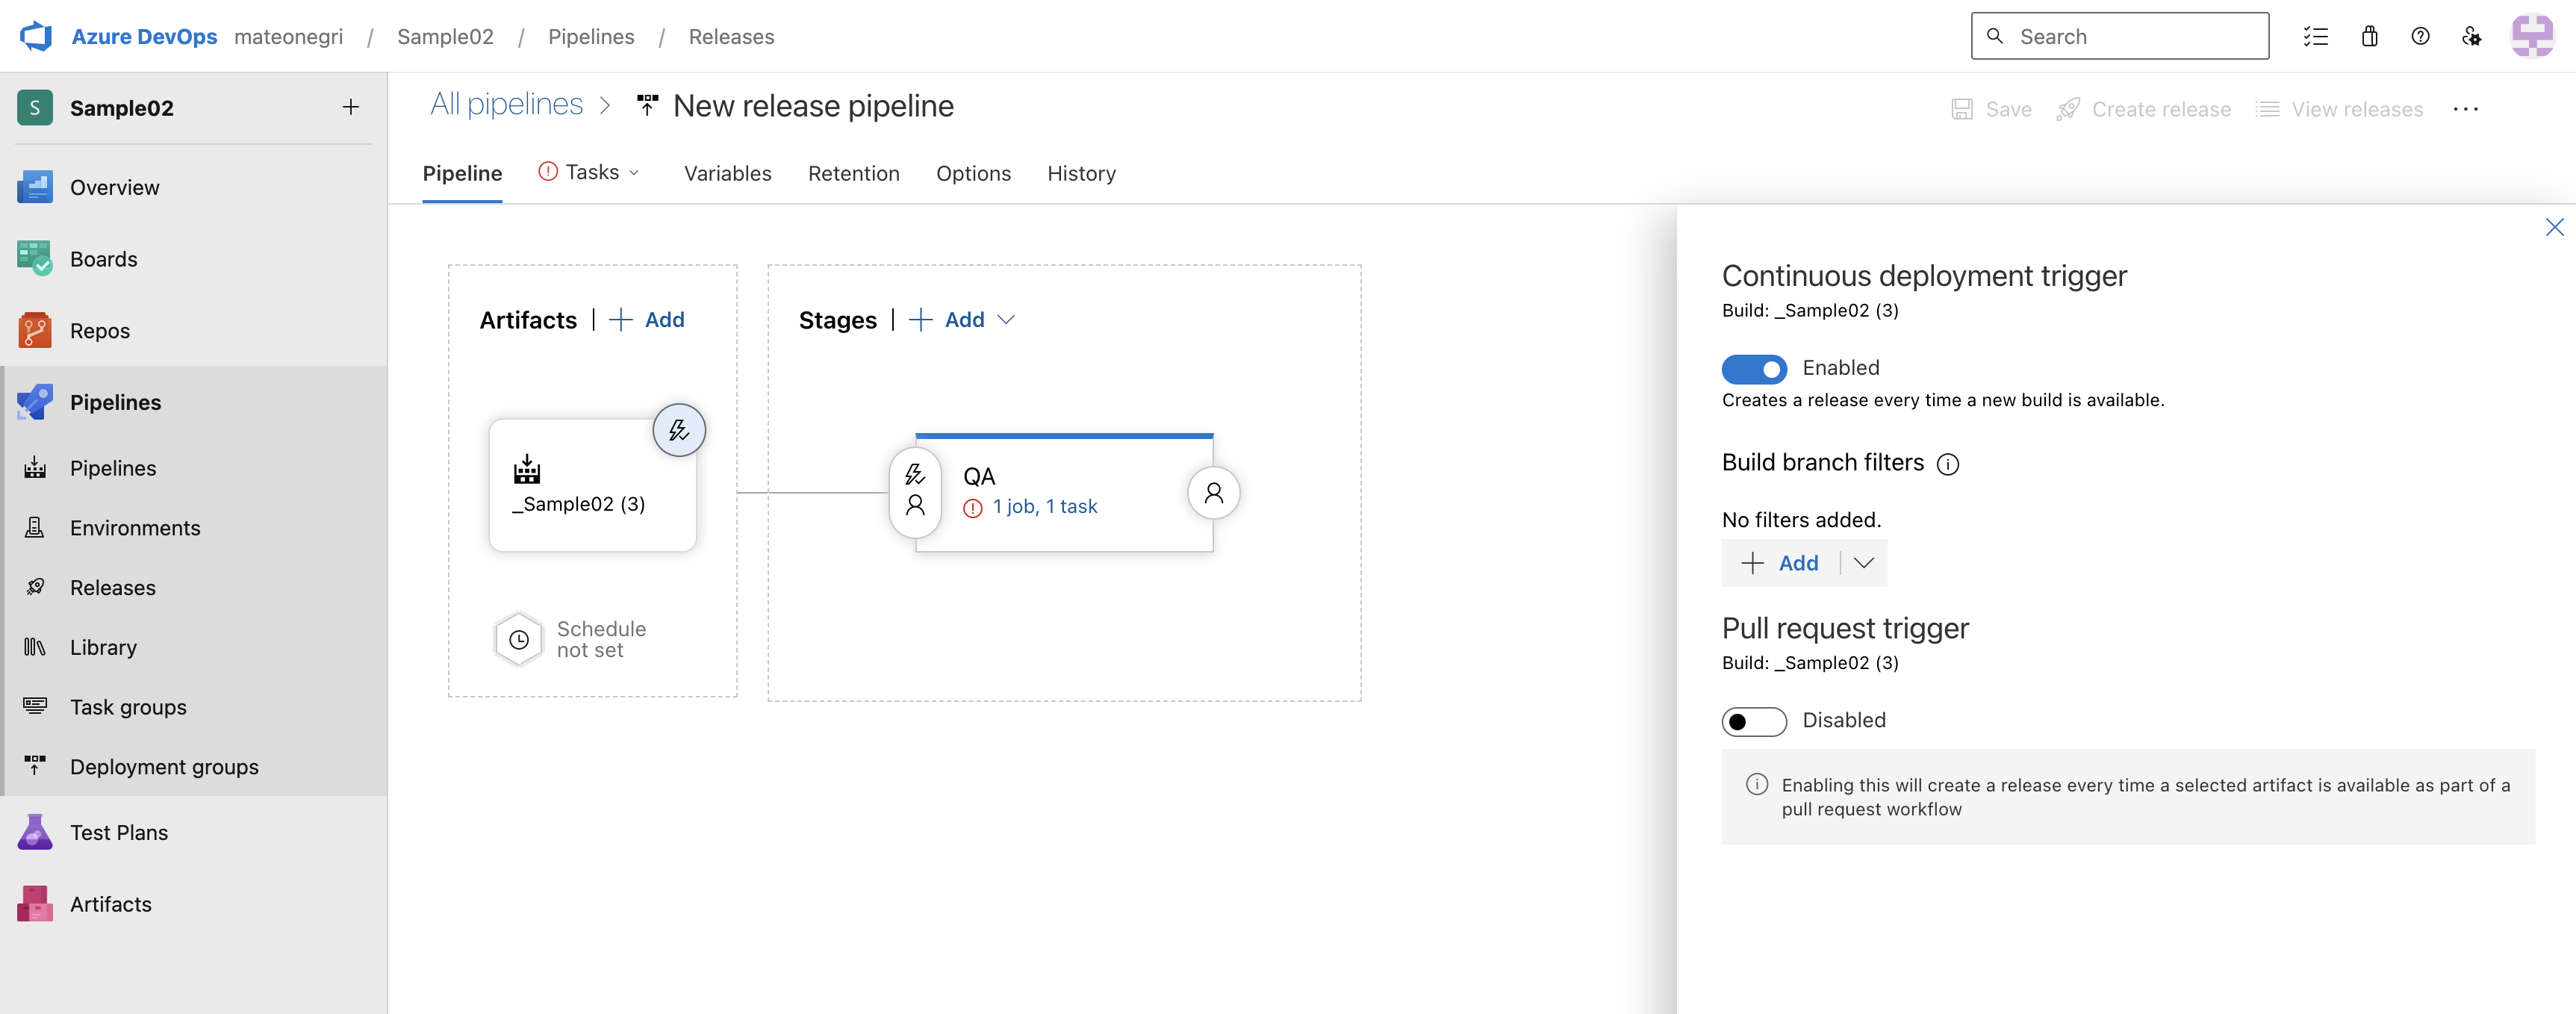 Azure DevOps mateonegri / Sample02 / Pipelines / Releases
Search
S Sample02
Overview
Boards
Repos
Pipelines
Pipelines
Environments
Releases
Library
Task groups
Deployment groups
Test Plans
Artifacts
All pipelines > New release pipeline
Save Create release View releases ...
Pipeline Tasks Variables Retention Options History
Artifacts | + Add
_Sample02 (3)
Schedule
not set
Stages | + Add
QA
1 job, 1 task
Continuous deployment trigger
Build: _Sample02 (3)
Enabled
Creates a release every time a new build is available.
Build branch filters
No filters added.
+ Add
Pull request trigger
Build: _Sample02 (3)
Disabled
Enabling this will create a release every time a selected artifact is available as part of a
pull request workflow